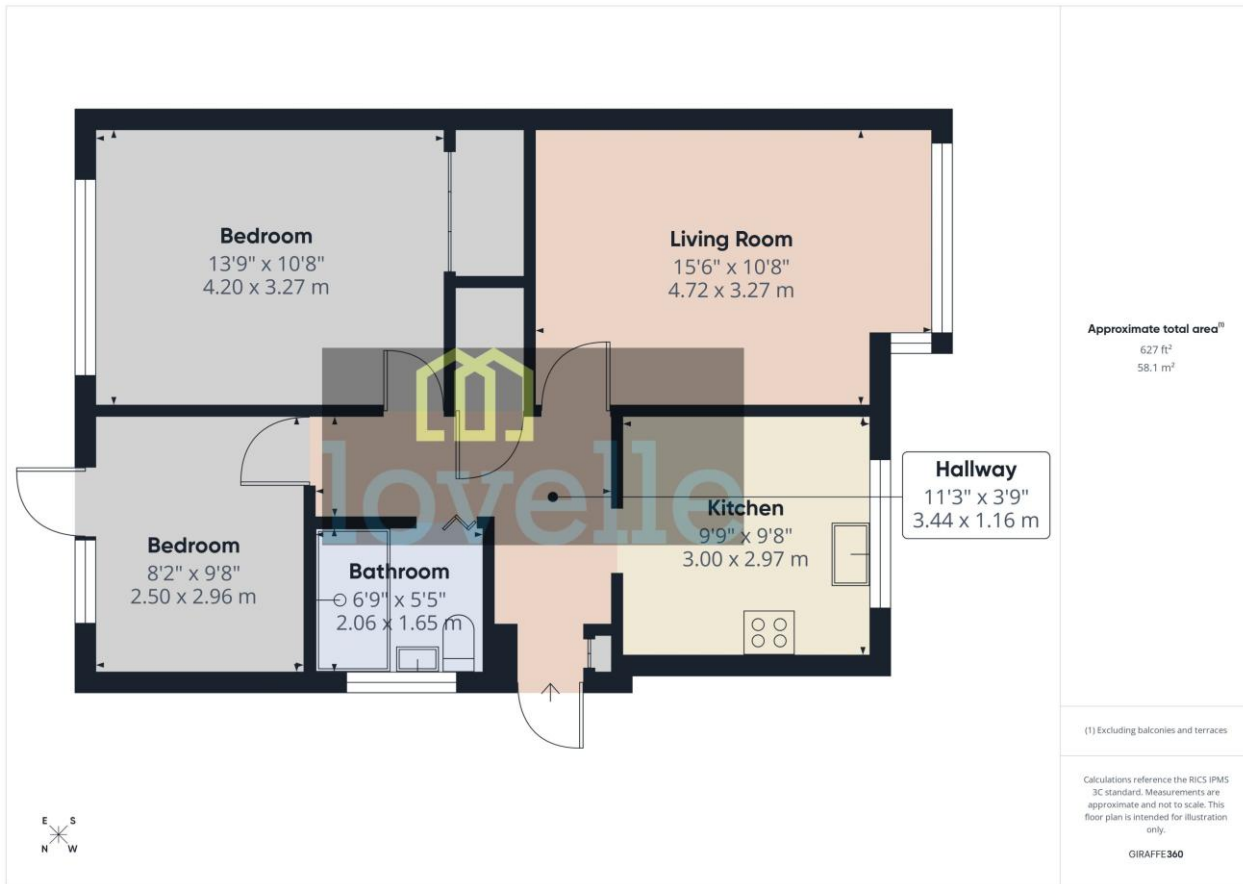 Bedroom
13'9" x 10'8"
4.20 x 3.27 m
Living Room
15'6" x 10'8"
4.72 x 3.27 m
Approximate total area(1)
627 ft²
58.1 m²
lovelle
Hallway
11'3" x 3'9"
3.44 x 1.16 m
Kitchen
9'9" x 9'8"
3.00 x 2.97 m
Bedroom
8'2" x 9'8"
2.50 x 2.96 m
Bathroom
6'9" x 5'5"
2.06 x 1.65 m
(1) Excluding balconies and terraces
Calculations reference the RICS IPMS
3C standard. Measurements are
approximate and not to scale. This
floor plan is intended for illustration
only.
GIRAFFE360
E S
N W